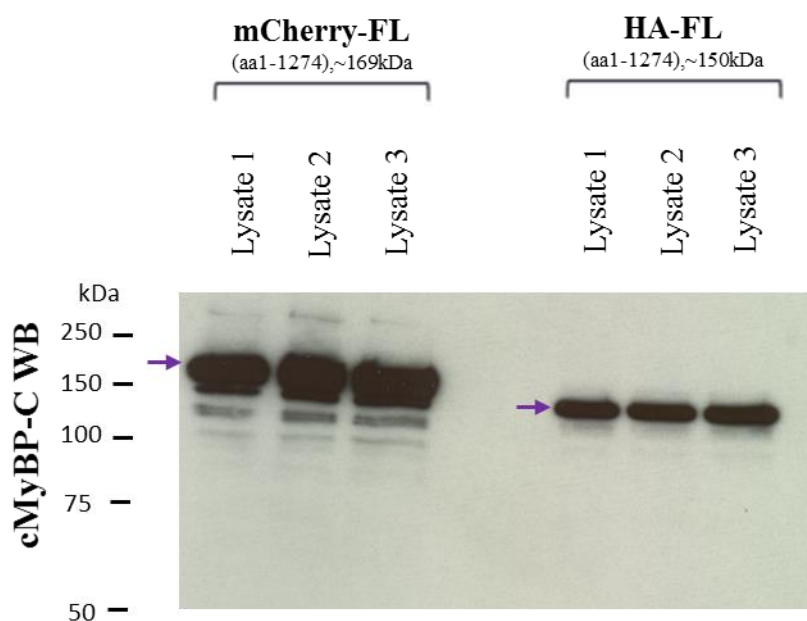 mCherry-FL
(aa1-1274),~169kDa
HA-FL
(aa1-1274),~150kDa
Lysate 1
Lysate 2
Lysate 3
Lysate 1
Lysate 2
Lysate 3
cMyBP-C WB
kDa
250
150
100
75
50